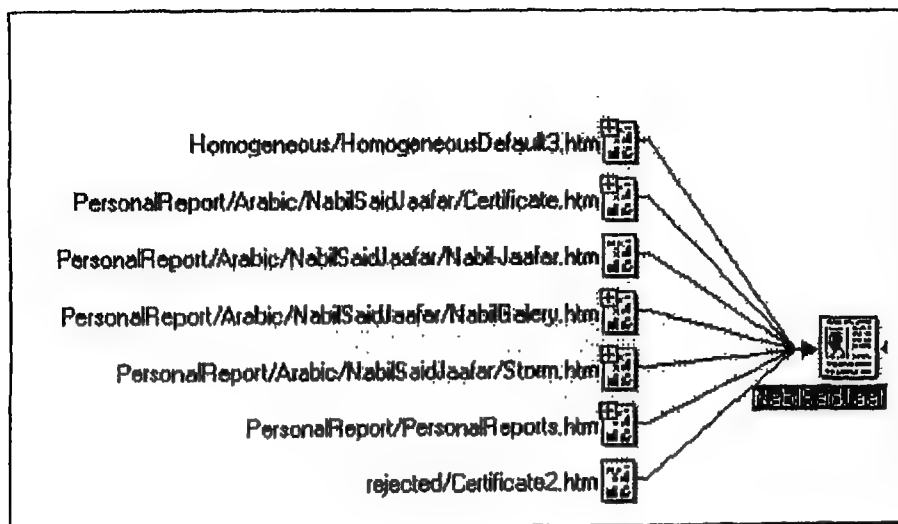 Homogeneous/HomogeneousDefault3.htm
PersonalReport/Arabic/NabilSaidJaafar/Certificate.htm
PersonalReport/Arabic/NabilSaidJaafar/Nabil-Jaafar.htm
PersonalReport/Arabic/NabilSaidJaafar/NabilGalery.htm
PersonalReport/Arabic/NabilSaidJaafar/Storm.htm
PersonalReport/PersonalReports.htm
rejected/Certificate2.htm